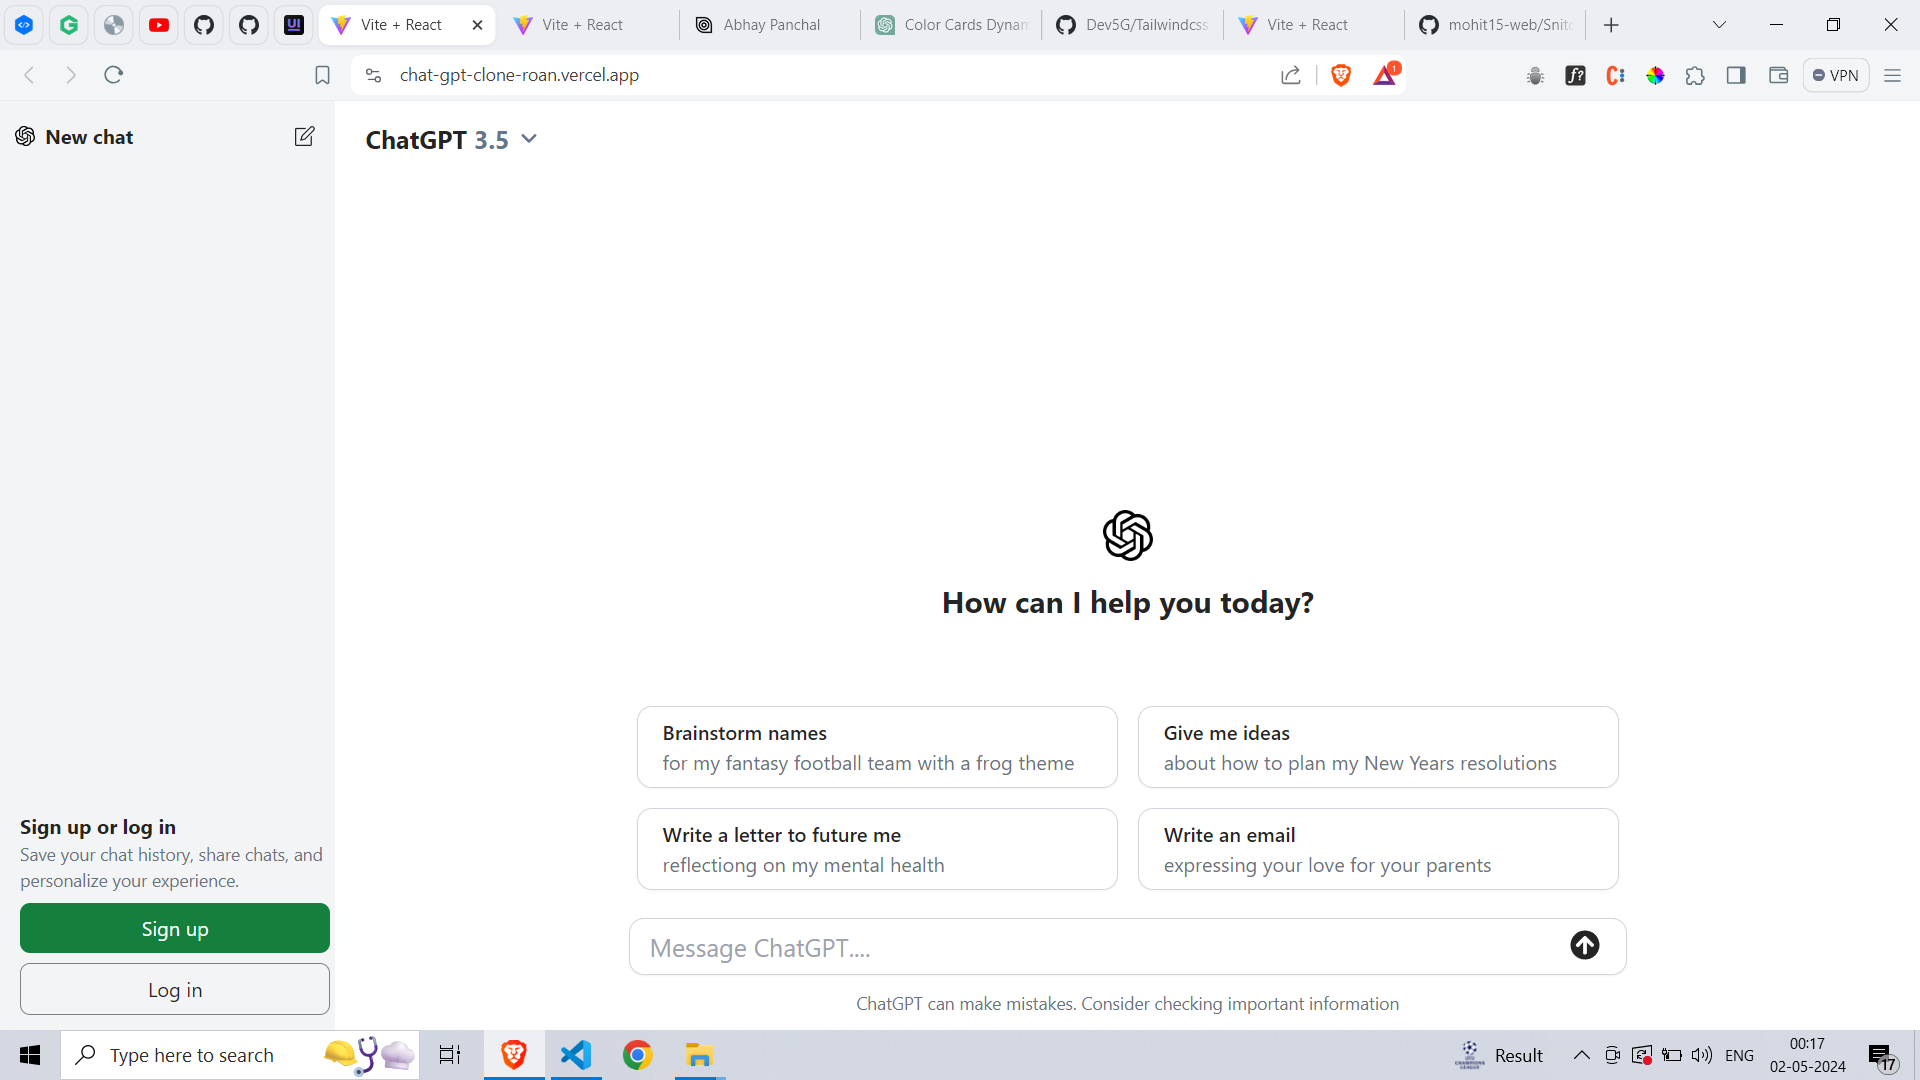 Vite + React
Vite + React
Abhay Panchal
Color Cards Dynam
Dev5G/Tailwindcss
Vite + React
mohit15-web/Snitc
chat-gpt-clone-roan.vercel.app
1
f?
VPN
New chat
ChatGPT 3.5
How can I help you today?
Brainstorm names
for my fantasy football team with a frog theme
Give me ideas
about how to plan my New Years resolutions
Write a letter to future me
reflectiong on my mental health
Write an email
expressing your love for your parents
Sign up or log in
Save your chat history, share chats, and
personalize your experience.
Sign up
Log in
Message ChatGPT....
ChatGPT can make mistakes. Consider checking important information
Type here to search
Result
ENG
00:17
02-05-2024
17